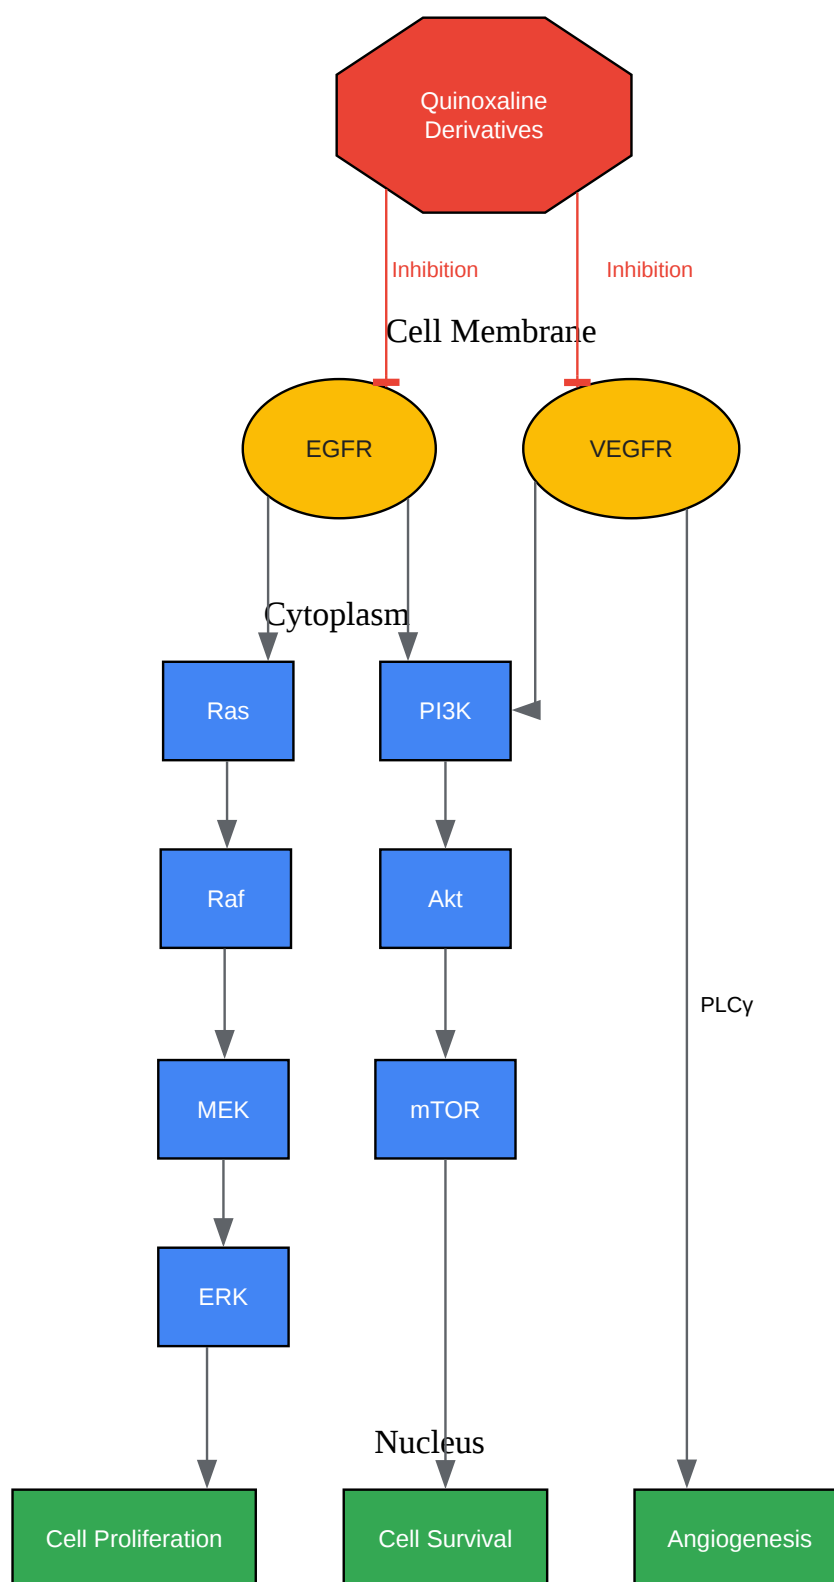 Quinoxaline
Derivatives
Inhibition
Inhibition
Cell Membrane
EGFR
VEGFR
Cytoplasm
Ras
PI3K
Raf
Akt
PLCγ
MEK
mTOR
ERK
Nucleus
Cell Proliferation
Cell Survival
Angiogenesis